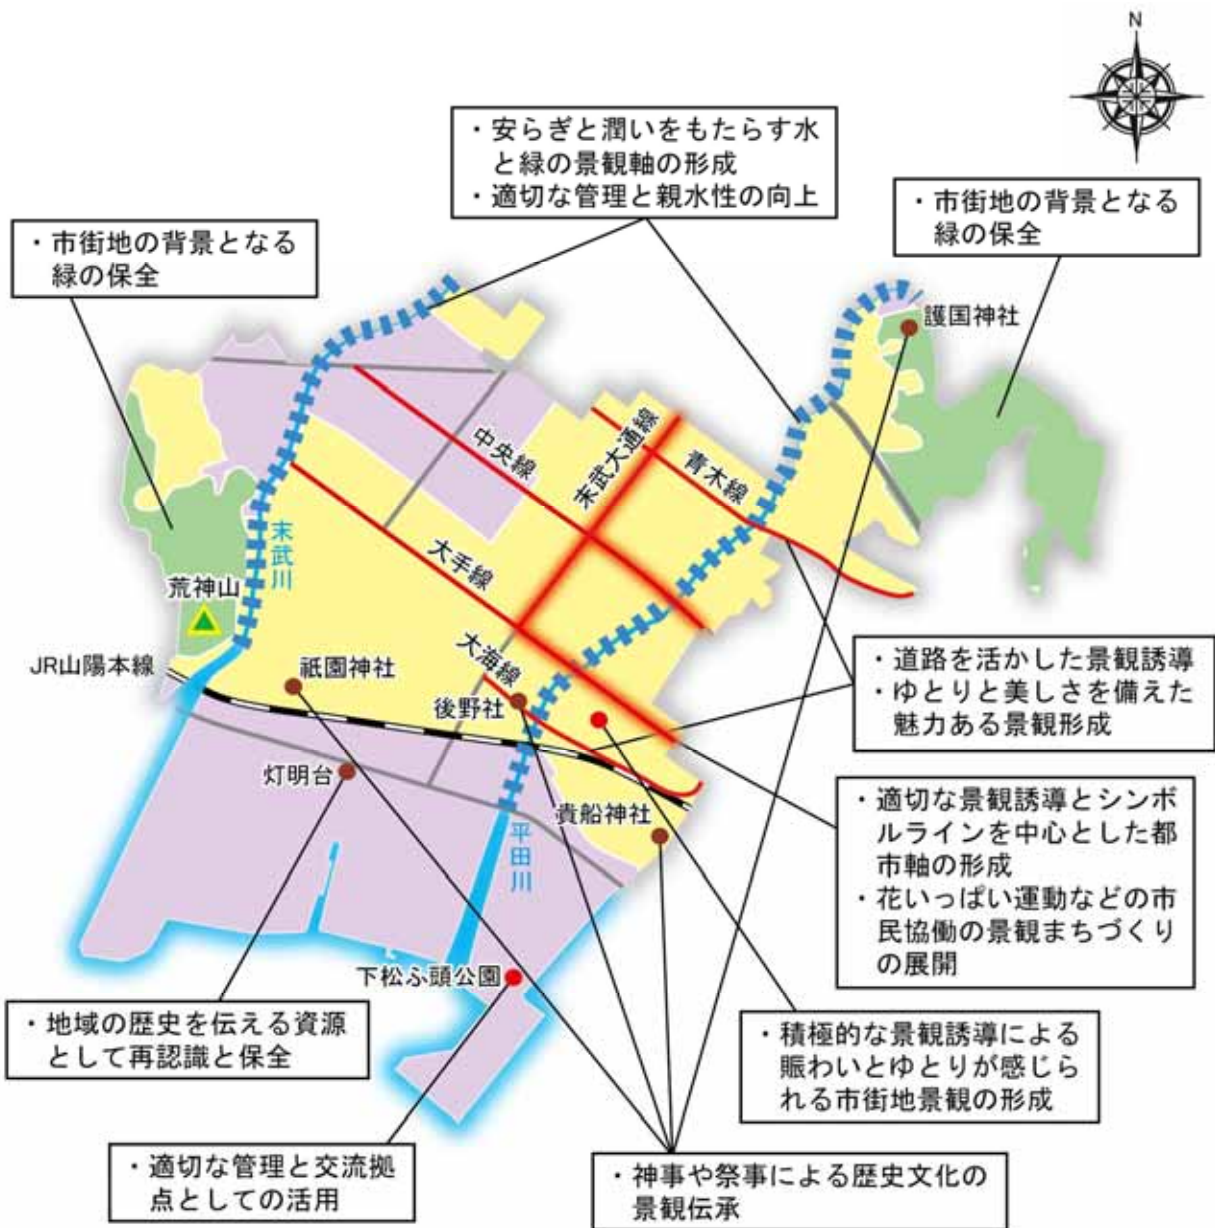 N
・安らぎと潤いをもたらす水
と緑の景観軸の形成
・適切な管理と親水性の向上
・市街地の背景となる
緑の保全
・市街地の背景となる
緑の保全
護国神社
末武大通線
中央線
青木線
末武川
大手線
荒神山
JR山陽本線
祇園神社
大海線
後野社
・道路を活かした景観誘導
・ゆとりと美しさを備えた
魅力ある景観形成
灯明台
貴船神社
平田川
・適切な景観誘導とシンボ
ルラインを中心とした都
市軸の形成
・花いっぱい運動などの市
民協働の景観まちづくり
の展開
下松ふ頭公園
・地域の歴史を伝える資源
として再認識と保全
・積極的な景観誘導による
賑わいとゆとりが感じら
れる市街地景観の形成
・適切な管理と交流拠
点としての活用
・神事や祭事による歴史文化の
景観伝承